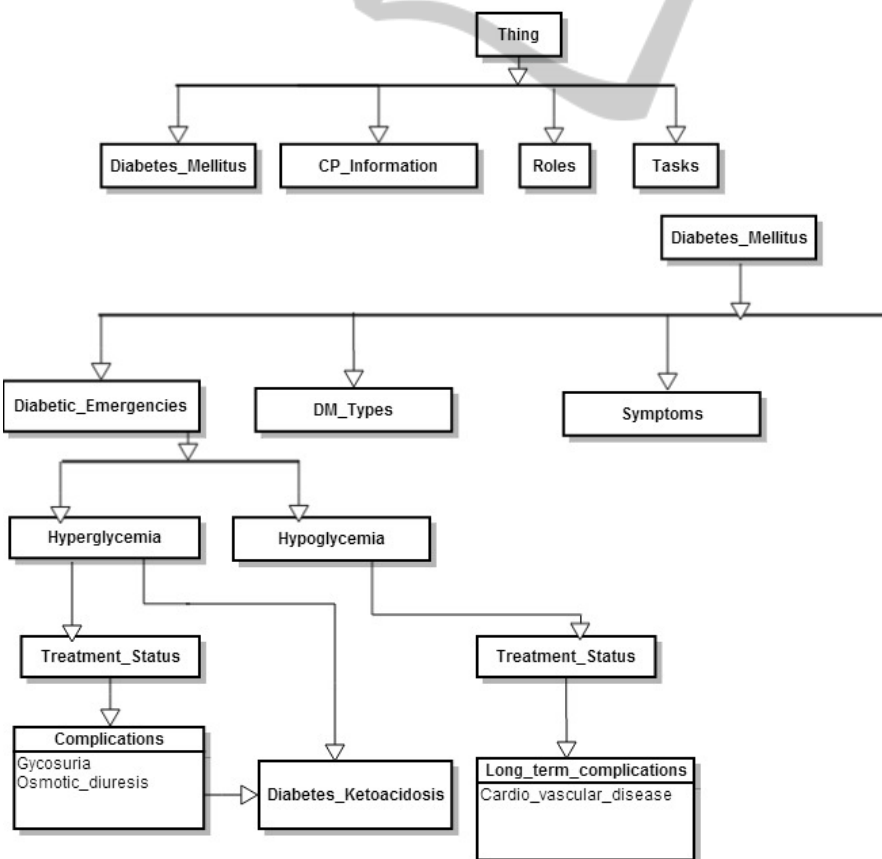 Thing
Diabetes_Mellitus
CP_Information
Roles
Tasks
Diabetes_Mellitus
Diabetic_Emergencies
DM_Types
Symptoms
Hyperglycemia
Hypoglycemia
Treatment_Status
Treatment_Status
Complications
Gycosuria
Osmotic_diuresis
Diabetes_Ketoacidosis
Long_term_complications
Cardio_vascular_disease